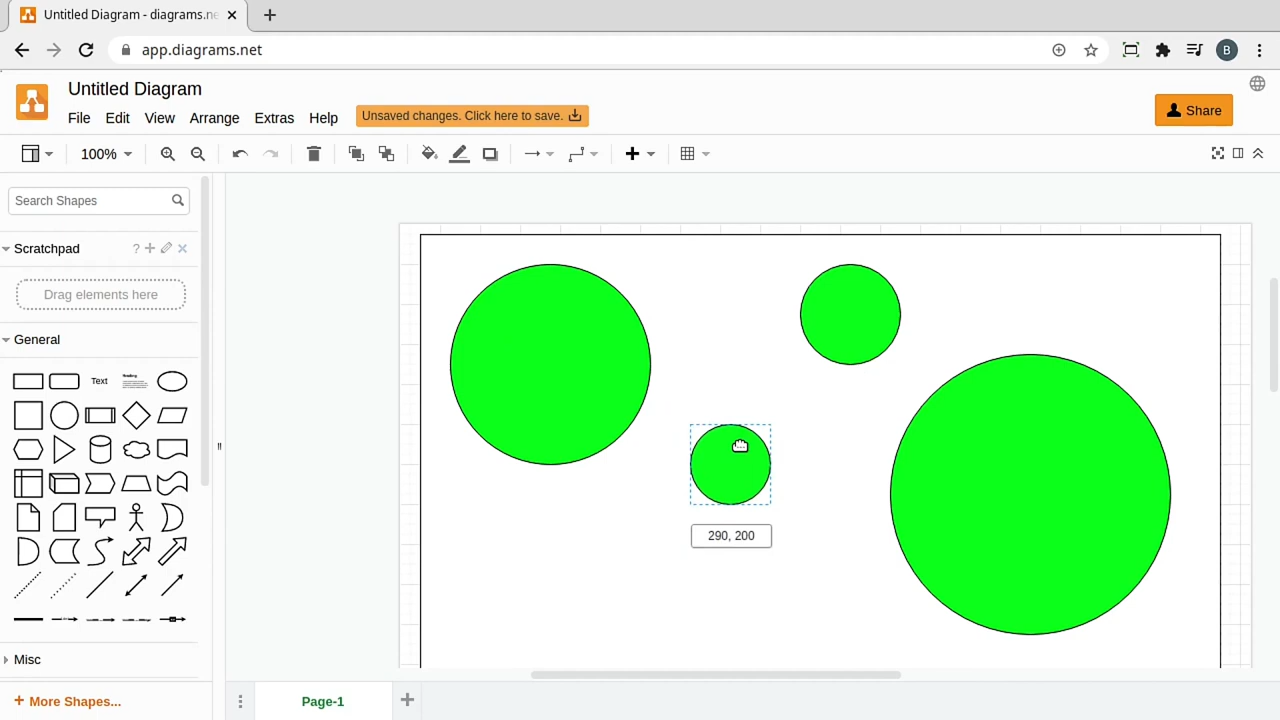 Untitled Diagram - diagrams.ne
app.diagrams.net
B
Untitled Diagram
File Edit View Arrange Extras Help
Unsaved changes. Click here to save.
Share
100%
Search Shapes
Scratchpad
?
Drag elements here
General
Text
Heading
290, 200
Misc
+ More Shapes...
Page-1